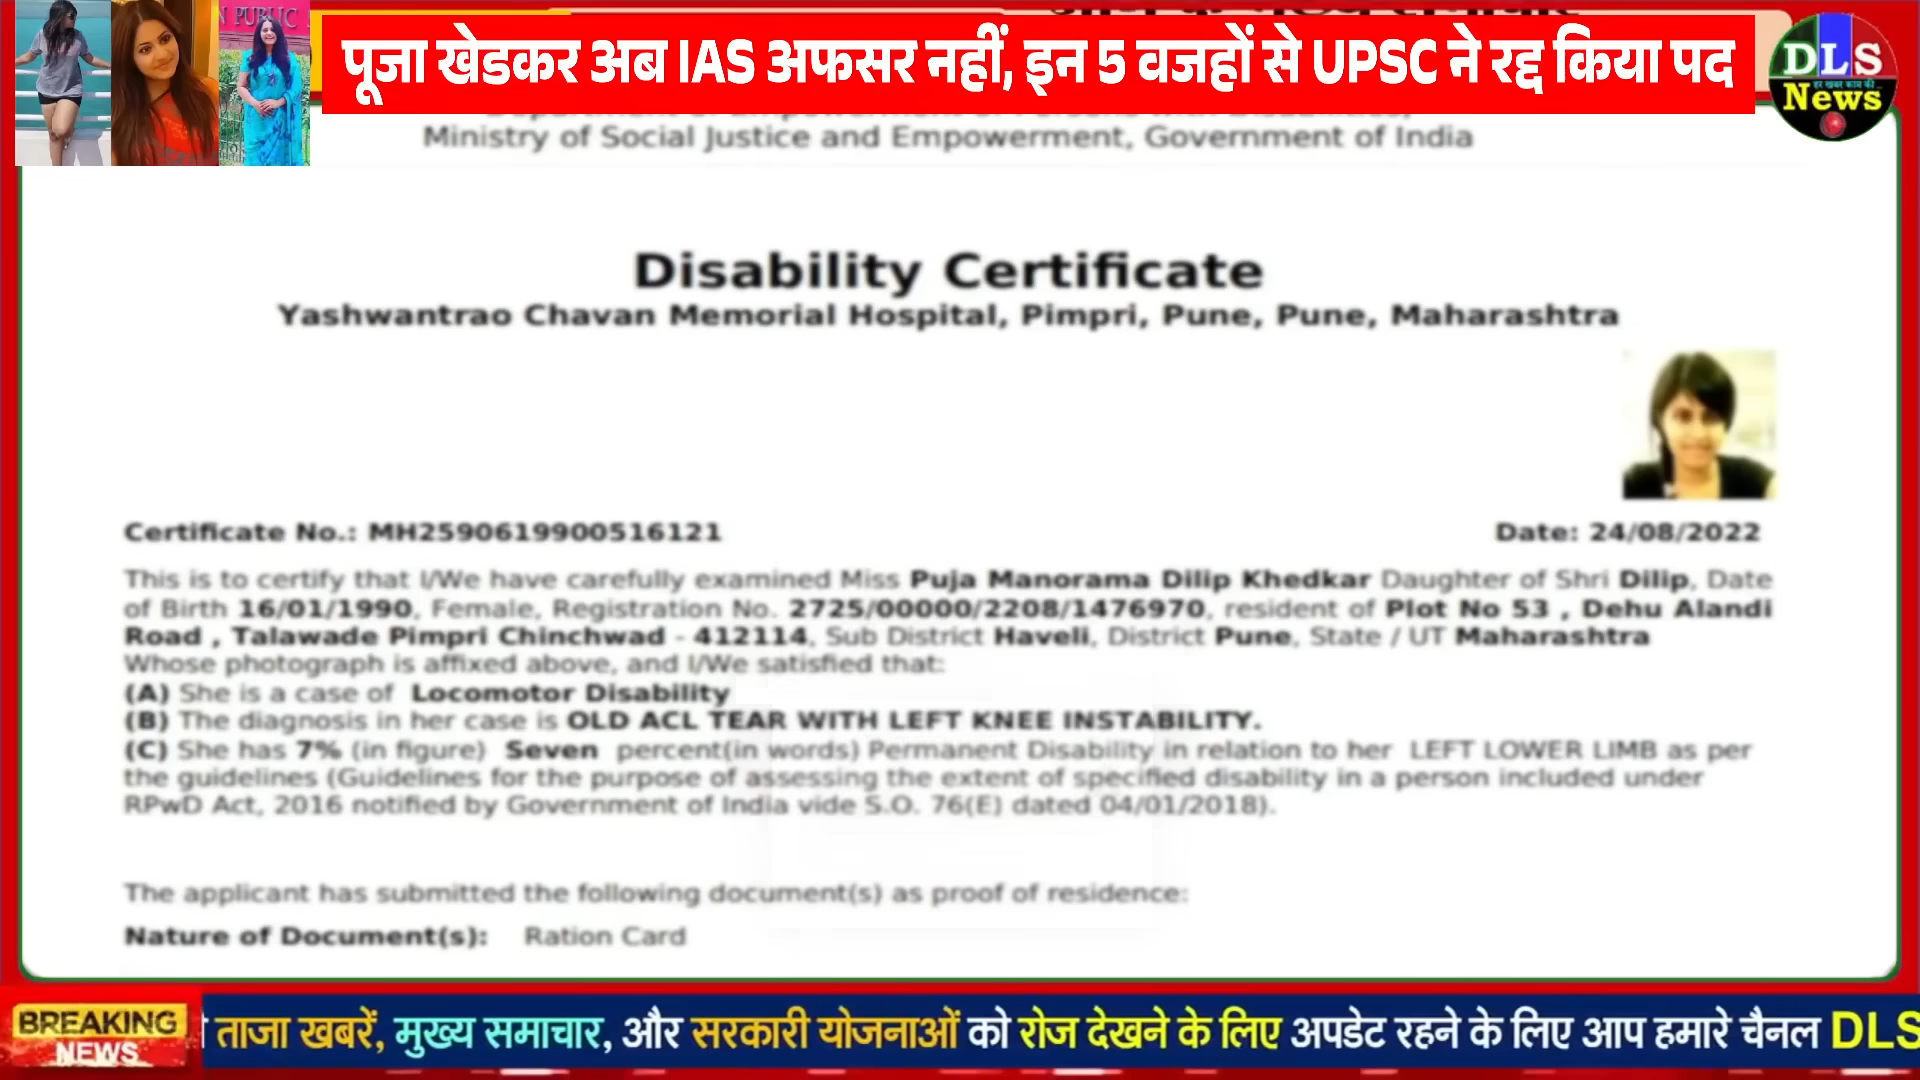 N PUBLIC
पूजा खेडकर अब IAS अफसर नहीं, इन 5 वजहों से UPSC ने रद्द किया पद
DLS
हर खबर काम की
News
Ministry of Social Justice and Empowerment, Government of India
Disability Certificate
Yashwantrao Chavan Memorial Hospital, Pimpri, Pune, Pune, Maharashtra
Certificate No.: MH2590619900516121
Date: 24/08/2022
This is to certify that I/We have carefully examined Miss Puja Manorama Dilip Khedkar Daughter of Shri Dilip, Date
of Birth 16/01/1990, Female, Registration No. 2725/00000/2208/1476970, resident of Plot No 53 , Dehu Alandi
Road , Talawade Pimpri Chinchwad - 412114, Sub District Haveli, District Pune, State / UT Maharashtra
Whose photograph is affixed above, and I/We satisfied that:
(A) She is a case of Locomotor Disability
(B) The diagnosis in her case is OLD ACL TEAR WITH LEFT KNEE INSTABILITY.
(C) She has 7% (in figure) Seven percent(in words) Permanent Disability in relation to her LEFT LOWER LIMB as per
the guidelines (Guidelines for the purpose of assessing the extent of specified disability in a person included under
RPwD Act, 2016 notified by Government of India vide S.O. 76(E) dated 04/01/2018).
The applicant has submitted the following document(s) as proof of residence:
Nature of Document(s): Ration Card
BREAKING
NEWS
ताजा खबरें, मुख्य समाचार, और सरकारी योजनाओं को रोज देखने के लिए अपडेट रहने के लिए आप हमारे चैनल DLS